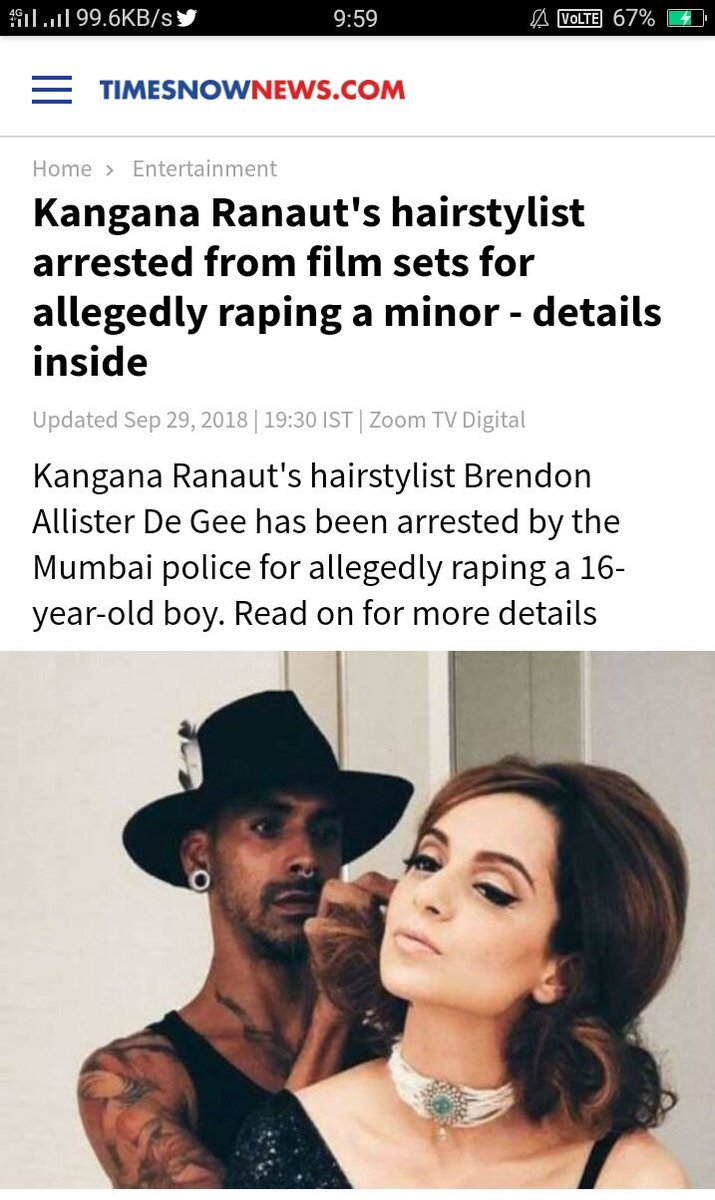 4G 99.6KB/s 9:59 VoLTE 67%
TIMESNOWNEWS.COM
Home > Entertainment
Kangana Ranaut's hairstylist
arrested from film sets for
allegedly raping a minor - details
inside
Updated Sep 29, 2018 | 19:30 IST | Zoom TV Digital
Kangana Ranaut's hairstylist Brendon
Allister De Gee has been arrested by the
Mumbai police for allegedly raping a 16-
year-old boy. Read on for more details